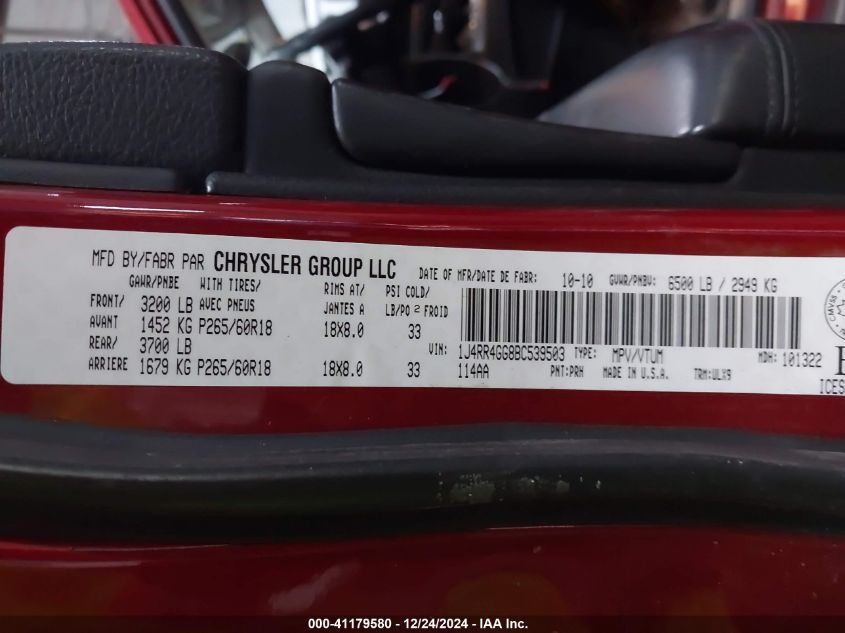 MFD BY/FABR PAR CHRYSLER GROUP LLC DATE OF MFR/DATE DE FABR: 10-10 GVWR/PNBV: 6500 LB / 2949 KG
GAWR/PNBE WITH TIRES/ RIMS AT/ PSI COLD/
FRONT/ 3200 LB AVEC PNEUS JANTES A LB/PO 2 FROID
AVANT 1452 KG P265/60R18 18X8.0 33
REAR/ 3700 LB
ARRIERE 1679 KG P265/60R18 18X8.0 33
VIN: 1J4RR4GG8BC539503 TYPE: MPV/VTUM MDH: 101322
114AA PNT: PRH MADE IN U.S.A. TRM: ULX9
CMVSS
ICES
000-41179580 - 12/24/2024 - © IAA Inc.